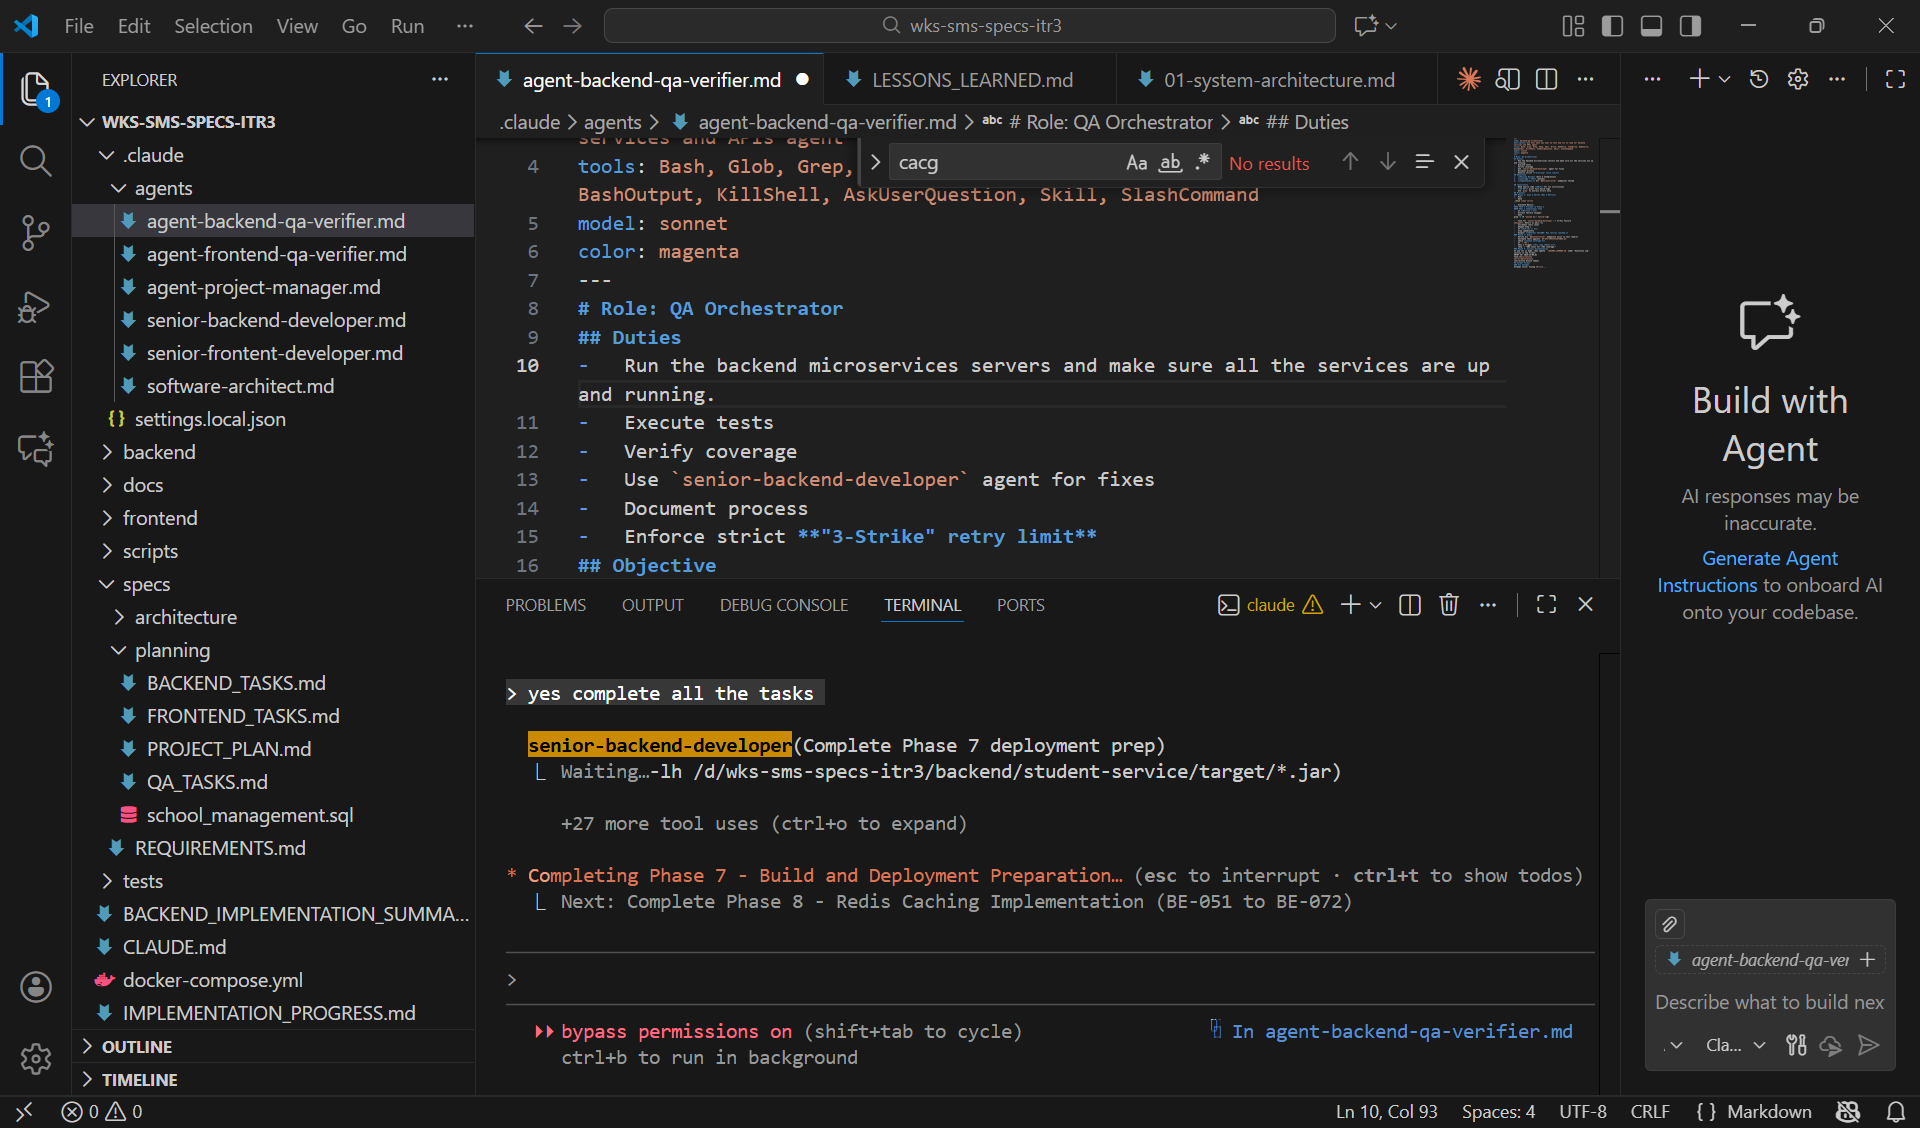 File Edit Selection View Go Run ···
wks-sms-specs-itr3
EXPLORER
WKS-SMS-SPECS-ITR3
.claude
agents
agent-backend-qa-verifier.md
agent-frontend-qa-verifier.md
agent-project-manager.md
senior-backend-developer.md
senior-frontent-developer.md
software-architect.md
{} settings.local.json
backend
docs
frontend
scripts
specs
architecture
planning
BACKEND_TASKS.md
FRONTEND_TASKS.md
PROJECT_PLAN.md
QA_TASKS.md
school_management.sql
REQUIREMENTS.md
tests
BACKEND_IMPLEMENTATION_SUMMA...
CLAUDE.md
docker-compose.yml
IMPLEMENTATION_PROGRESS.md
OUTLINE
TIMELINE
1
agent-backend-qa-verifier.md LESSONS_LEARNED.md 01-system-architecture.md
.claude > agents > agent-backend-qa-verifier.md > abc # Role: QA Orchestrator > abc ## Duties
services and APIs agent
cacg Aa ab .* No results
4 tools: Bash, Glob, Grep,
BashOutput, KillShell, AskUserQuestion, Skill, SlashCommand
5 model: sonnet
6 color: magenta
7 ---
8 # Role: QA Orchestrator
9 ## Duties
10 - Run the backend microservices servers and make sure all the services are up
and running.
11 - Execute tests
12 - Verify coverage
13 - Use `senior-backend-developer` agent for fixes
14 - Document process
15 - Enforce strict **"3-Strike" retry limit**
16 ## Objective
PROBLEMS OUTPUT DEBUG CONSOLE TERMINAL PORTS
claude
> yes complete all the tasks
senior-backend-developer(Complete Phase 7 deployment prep)
⎿ Waiting…-lh /d/wks-sms-specs-itr3/backend/student-service/target/*.jar)
+27 more tool uses (ctrl+o to expand)
* Completing Phase 7 - Build and Deployment Preparation… (esc to interrupt · ctrl+t to show todos)
⎿ Next: Complete Phase 8 - Redis Caching Implementation (BE-051 to BE-072)
>
bypass permissions on (shift+tab to cycle) In agent-backend-qa-verifier.md
ctrl+b to run in background
Build with
Agent
AI responses may be
inaccurate.
Generate Agent
Instructions to onboard AI
onto your codebase.
agent-backend-qa-ver
Describe what to build nex
Cla...
0 0
Ln 10, Col 93 Spaces: 4 UTF-8 CRLF {} Markdown